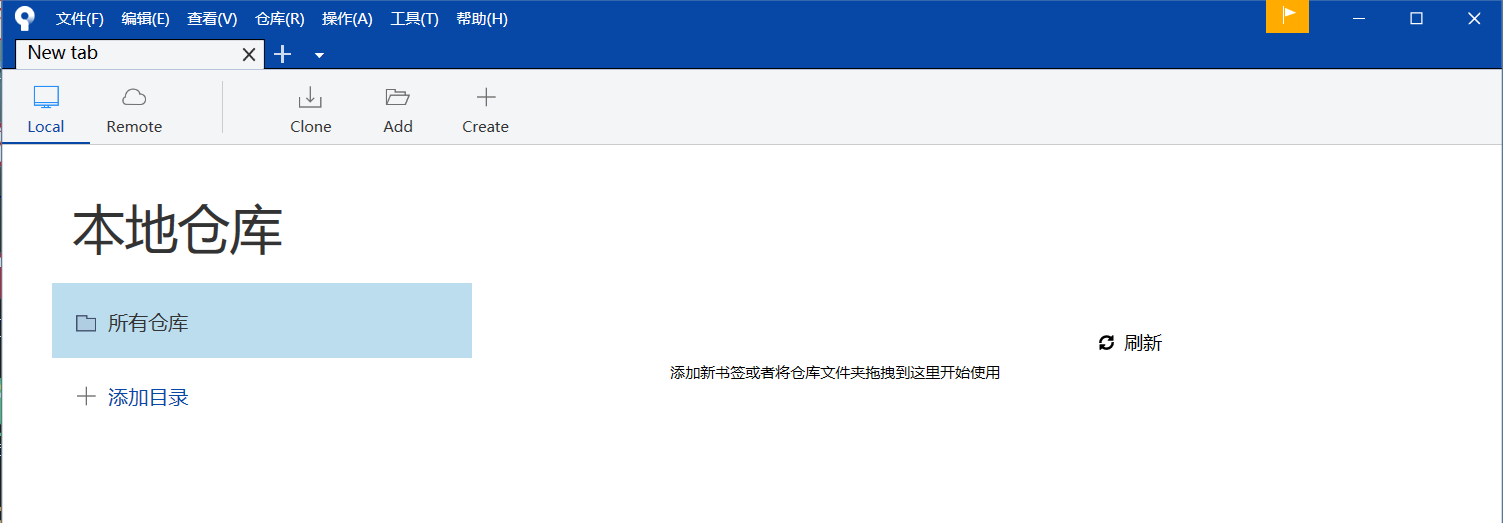 文件(F) 编辑(E) 查看(V) 仓库(R) 操作(A) 工具(T) 帮助(H)
New tab
Local Remote Clone Add Create
本地仓库
所有仓库
刷新
添加新书签或者将仓库文件夹拖拽到这里开始使用
添加目录